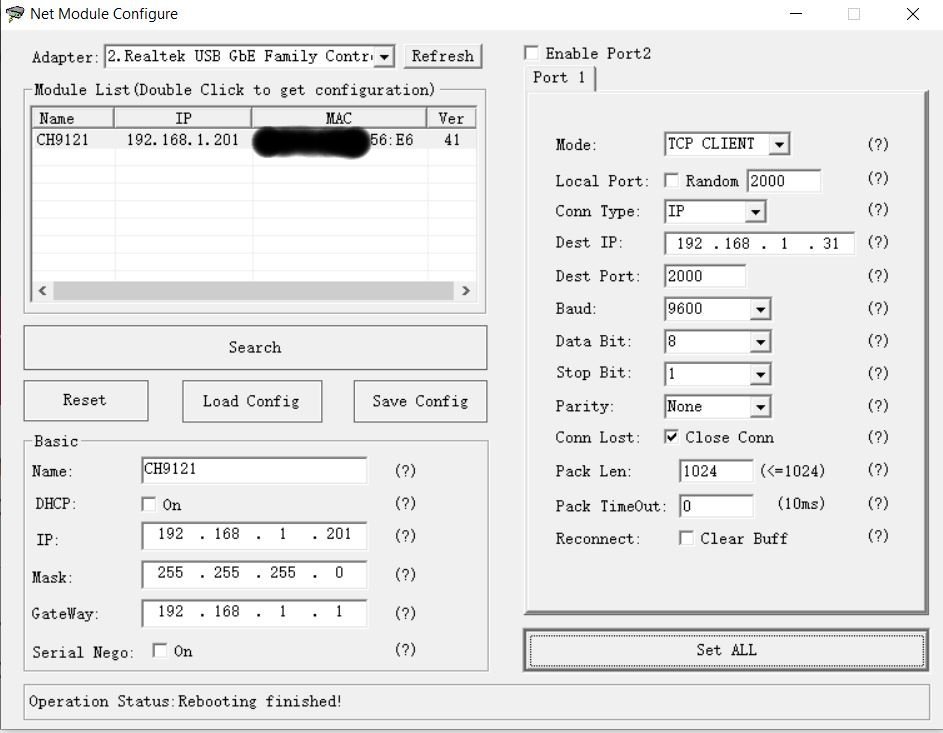 Net Module Configure
Adapter: 2.Realtek USB GbE Family Contr Refresh
Module List(Double Click to get configuration)
Name IP MAC Ver
CH9121 192.168.1.201 56:E6 41
Search
Reset Load Config Save Config
Basic
Name: CH9121 (?)
DHCP: On (?)
IP: 192 . 168 . 1 . 201 (?)
Mask: 255 . 255 . 255 . 0 (?)
GateWay: 192 . 168 . 1 . 1 (?)
Serial Nego: On (?)
Enable Port2
Port 1
Mode: TCP CLIENT (?)
Local Port: Random 2000 (?)
Conn Type: IP (?)
Dest IP: 192 . 168 . 1 . 31 (?)
Dest Port: 2000 (?)
Baud: 9600 (?)
Data Bit: 8 (?)
Stop Bit: 1 (?)
Parity: None (?)
Conn Lost: Close Conn (?)
Pack Len: 1024 (<=1024) (?)
Pack TimeOut: 0 (10ms) (?)
Reconnect: Clear Buff (?)
Set ALL
Operation Status:Rebooting finished!